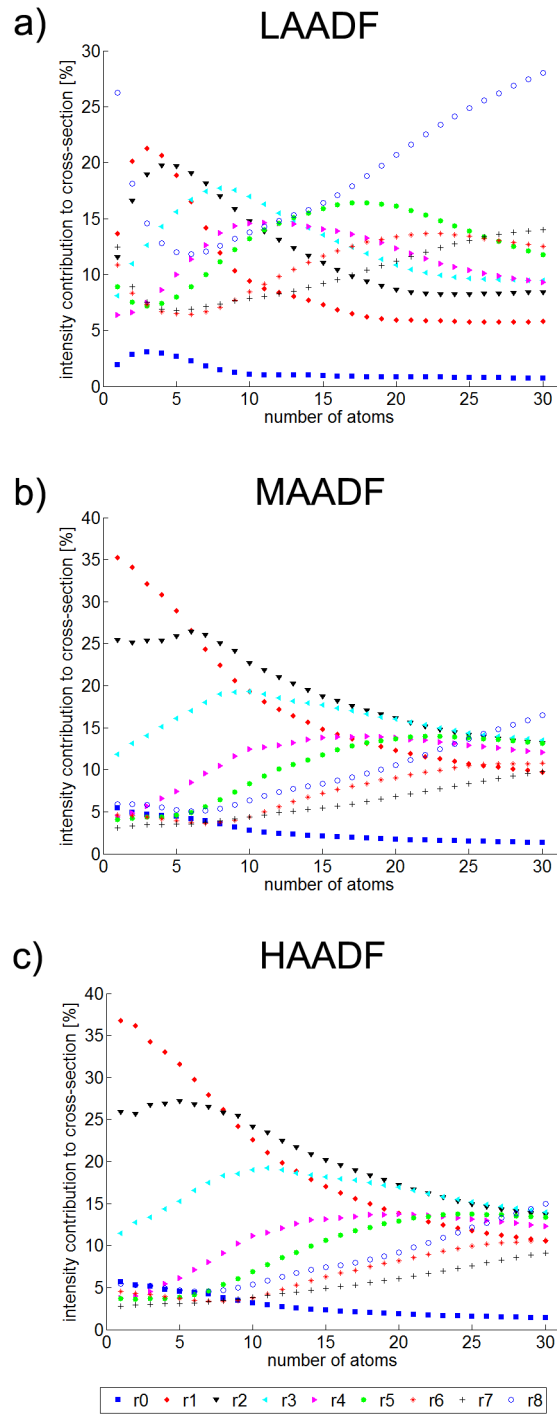 a)
LAADF
30
25
20
15
10
5
0
0 5 10 15 20 25 30
intensity contribution to cross-section [%]
number of atoms
b)
MAADF
40
35
30
25
20
15
10
5
0
0 5 10 15 20 25 30
intensity contribution to cross-section [%]
number of atoms
c)
HAADF
40
35
30
25
20
15
10
5
0
0 5 10 15 20 25 30
intensity contribution to cross-section [%]
number of atoms
r0 r1 r2 r3 r4 r5 r6 r7 r8